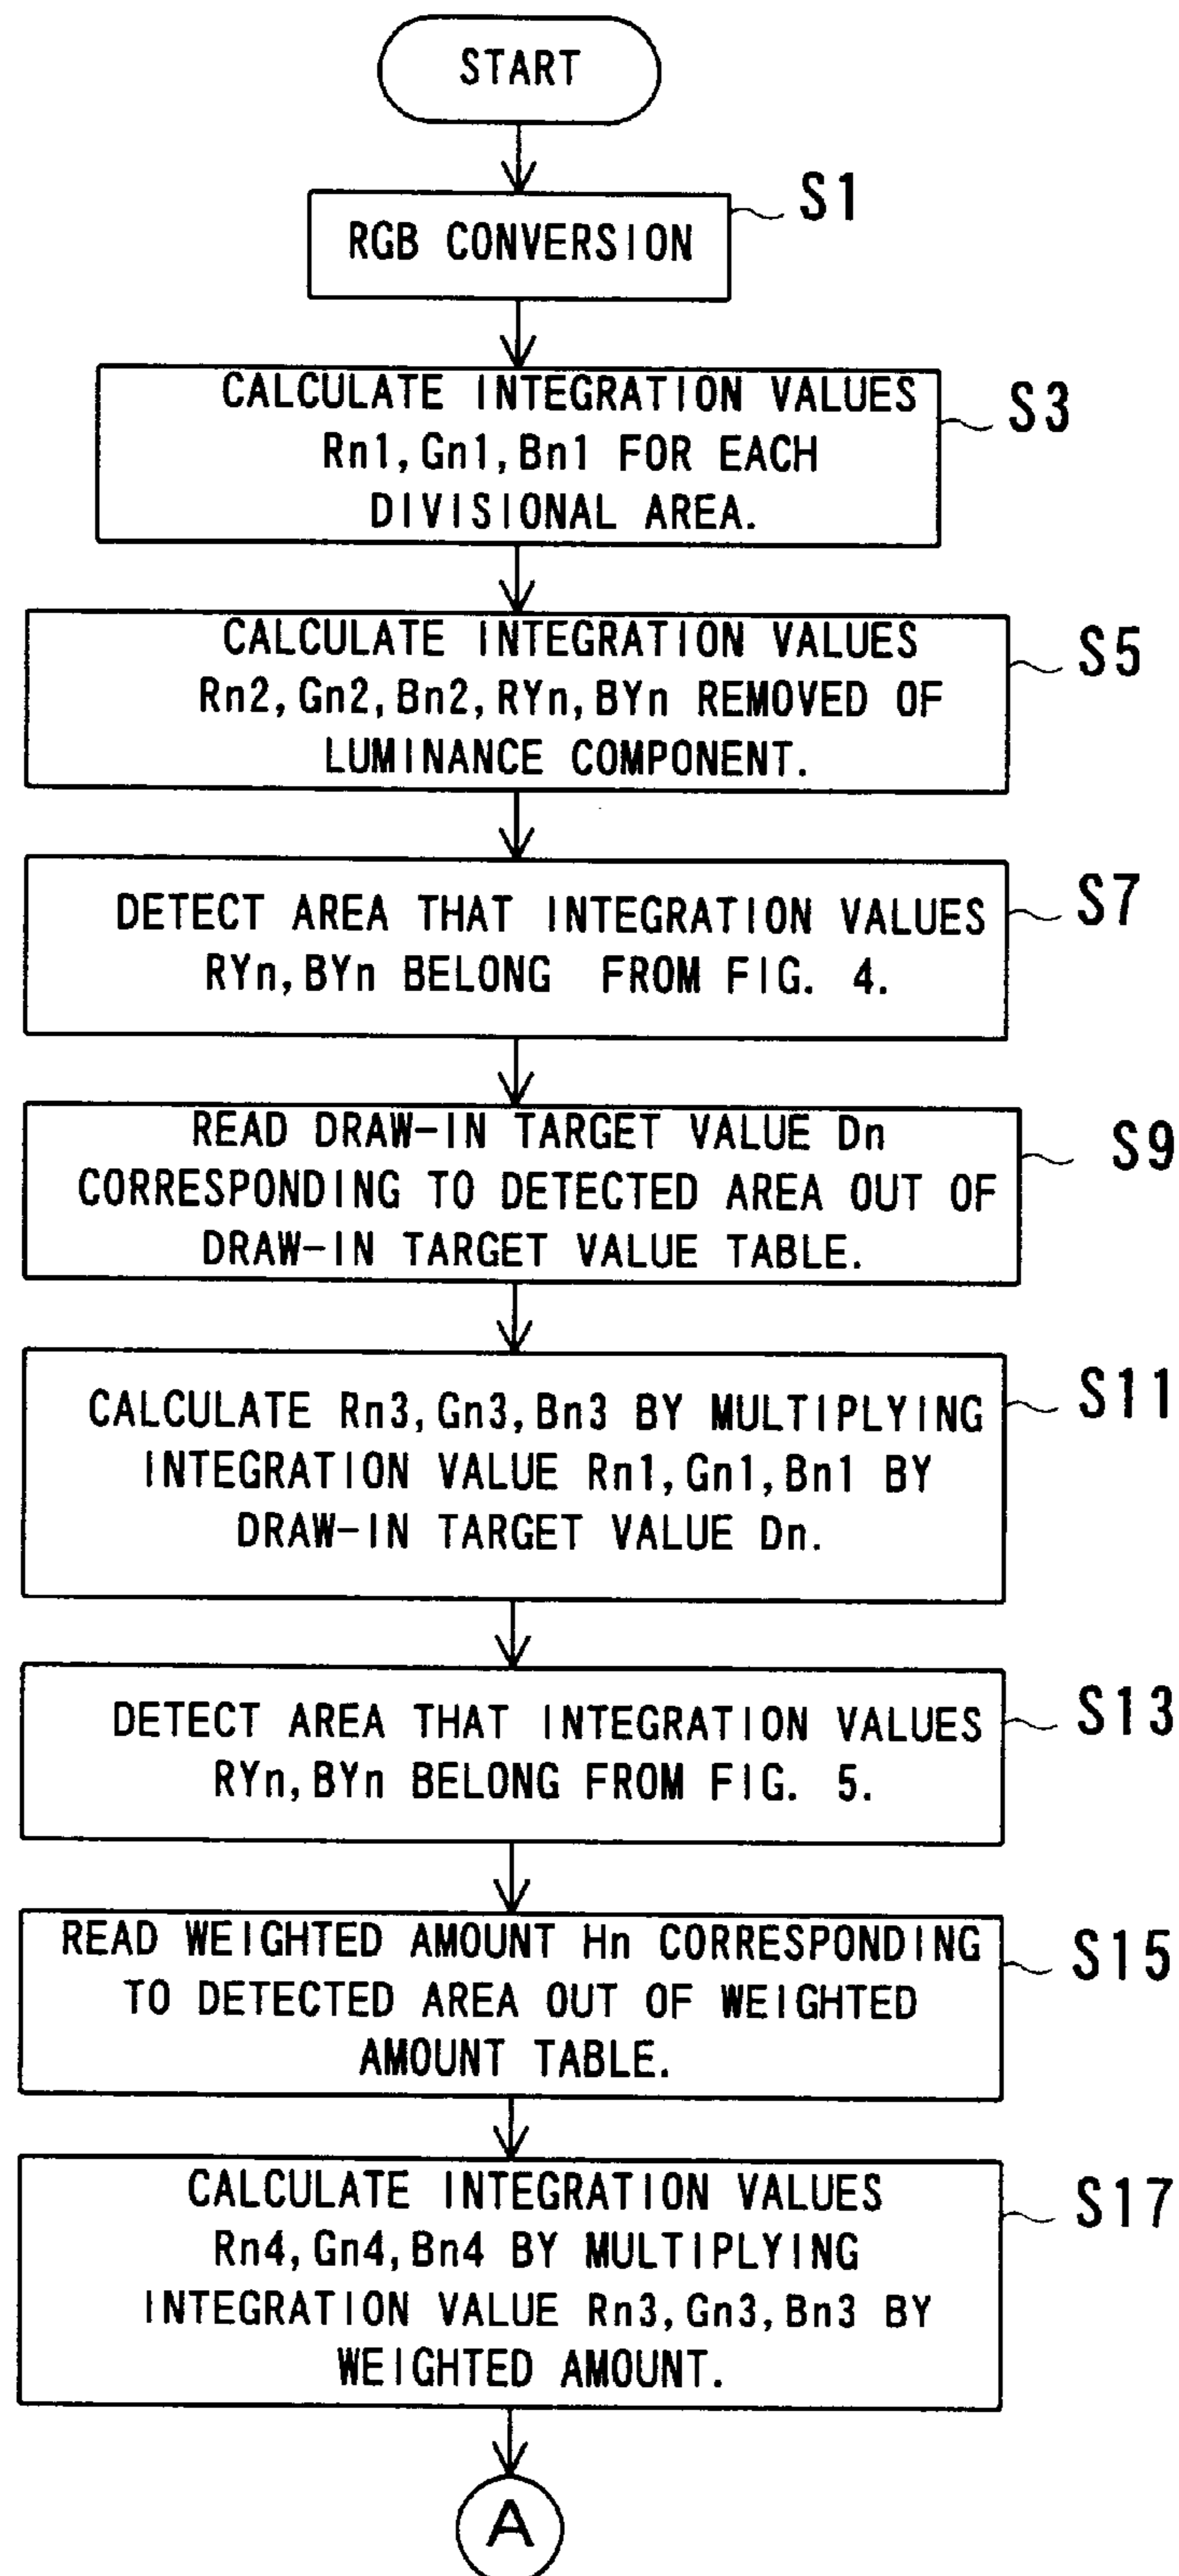 START
RGB CONVERSION
S1
CALCULATE INTEGRATION VALUES
Rn1, Gn1, Bn1 FOR EACH
DIVISIONAL AREA.
S3
CALCULATE INTEGRATION VALUES
Rn2, Gn2, Bn2, RYn, BYn REMOVED OF
LUMINANCE COMPONENT.
S5
DETECT AREA THAT INTEGRATION VALUES
RYn, BYn BELONG FROM FIG. 4.
S7
READ DRAW-IN TARGET VALUE Dn
CORRESPONDING TO DETECTED AREA OUT OF
DRAW-IN TARGET VALUE TABLE.
S9
CALCULATE Rn3, Gn3, Bn3 BY MULTIPLYING
INTEGRATION VALUE Rn1, Gn1, Bn1 BY
DRAW-IN TARGET VALUE Dn.
S11
DETECT AREA THAT INTEGRATION VALUES
RYn, BYn BELONG FROM FIG. 5.
S13
READ WEIGHTED AMOUNT Hn CORRESPONDING
TO DETECTED AREA OUT OF WEIGHTED
AMOUNT TABLE.
S15
CALCULATE INTEGRATION VALUES
Rn4, Gn4, Bn4 BY MULTIPLYING
INTEGRATION VALUE Rn3, Gn3, Bn3 BY
WEIGHTED AMOUNT.
S17
A